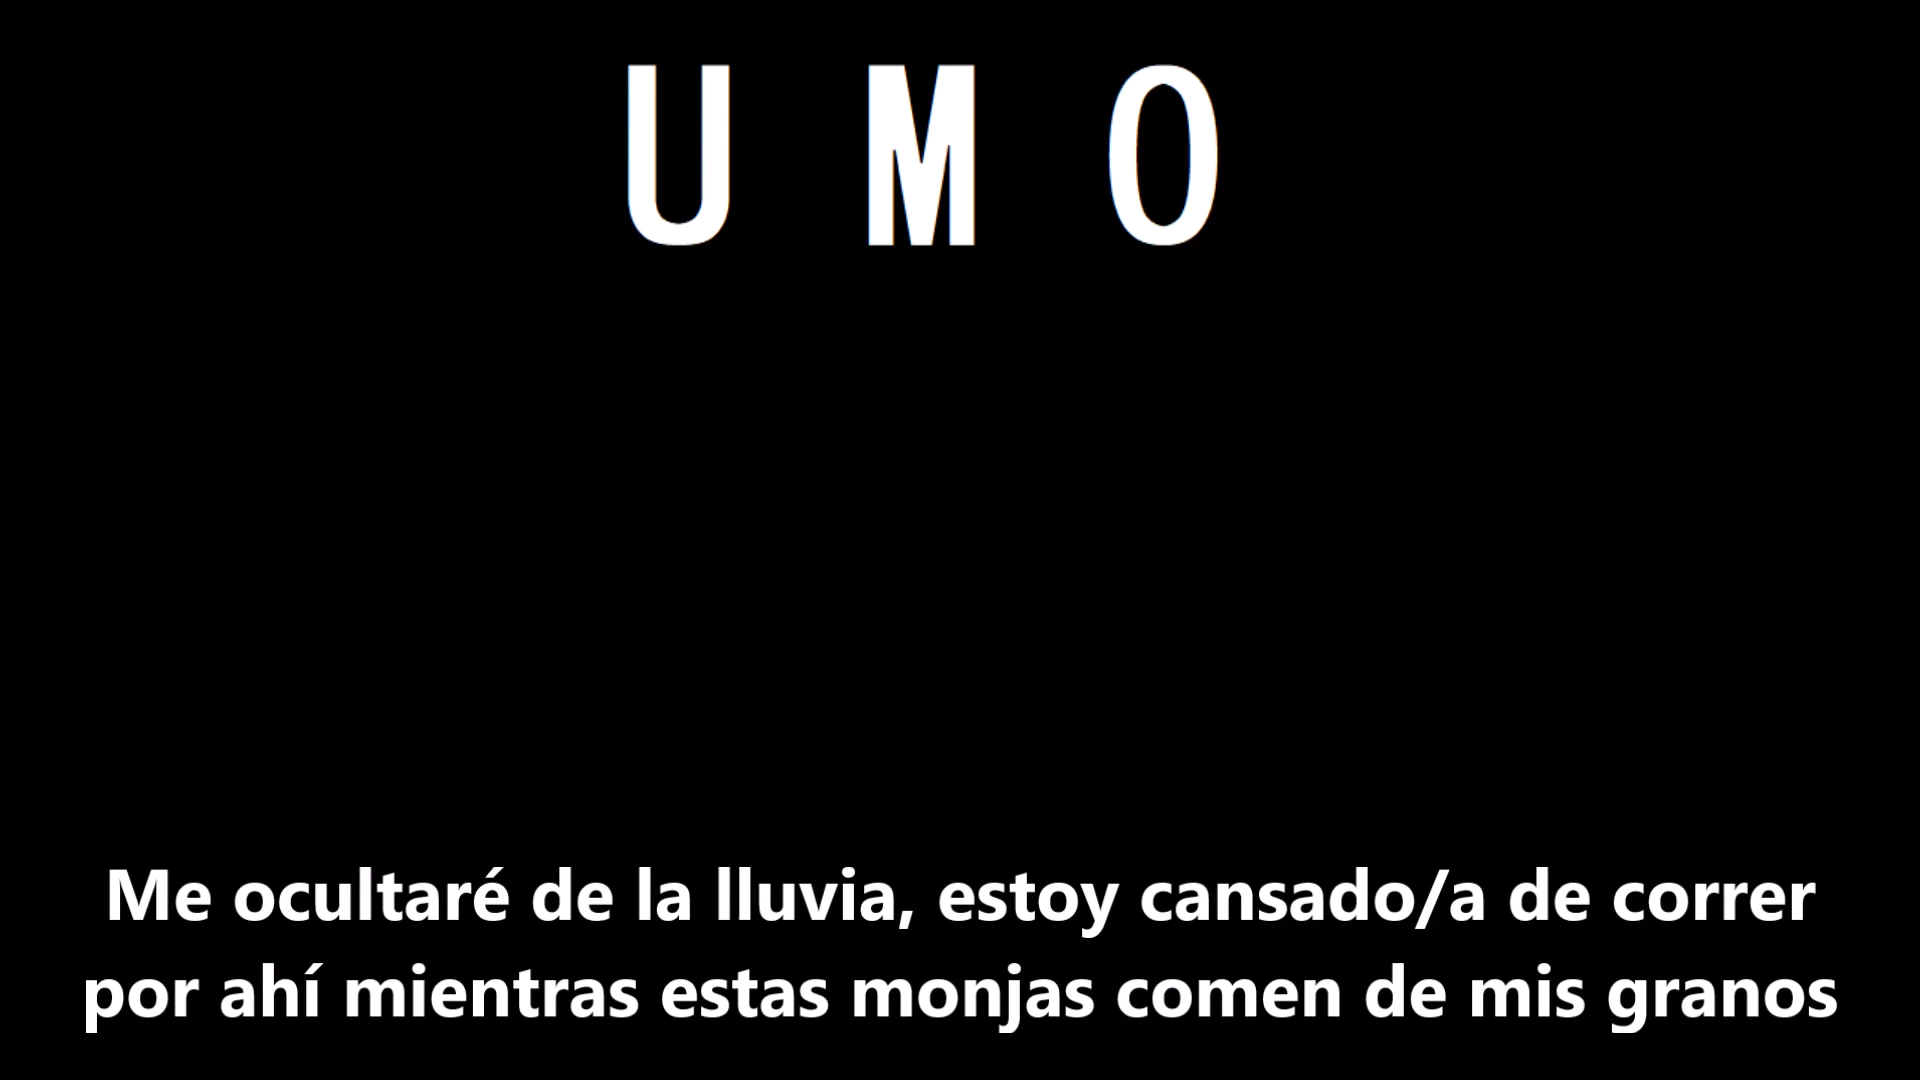 U M O
Me ocultaré de la lluvia, estoy cansado/a de correr
por ahí mientras estas monjas comen de mis granos